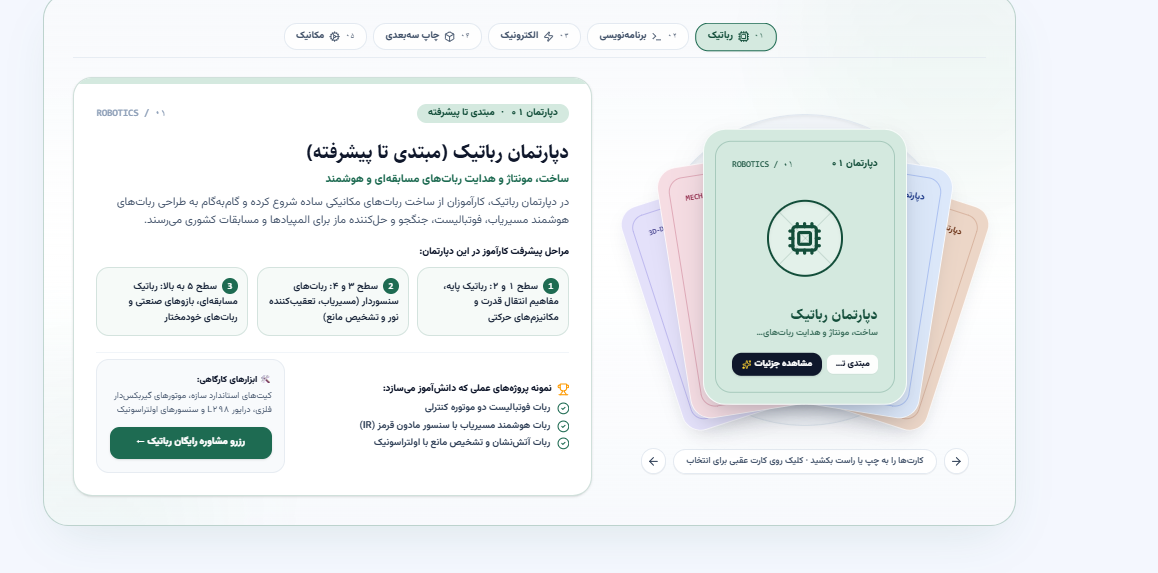 ۰۱ رباتیک
۰۲ برنامه‌نویسی
۰۳ الکترونیک
۰۴ چاپ سه‌بعدی
۰۵ مکانیک
دپارتمان ۰۱
ROBOTICS / ۰۱
دپارتمان رباتیک
ساخت، مونتاژ و هدایت ربات‌های...
مبتدی تـ...
مشاهده جزئیات
MECH
3D-D
کارت‌ها را به چپ یا راست بکشید · کلیک روی کارت عقبی برای انتخاب
دپارتمان ۰۱ · مبتدی تا پیشرفته
ROBOTICS / ۰۱
دپارتمان رباتیک (مبتدی تا پیشرفته)
ساخت، مونتاژ و هدایت ربات‌های مسابقه‌ای و هوشمند
در دپارتمان رباتیک، کارآموزان از ساخت ربات‌های مکانیکی ساده شروع کرده و گام‌به‌گام به طراحی ربات‌های
هوشمند مسیریاب، فوتبالیست، جنگجو و حل‌کننده ماز برای المپیادها و مسابقات کشوری می‌رسند.
مراحل پیشرفت کارآموز در این دپارتمان:
1 سطح ۱ و ۲: رباتیک پایه،
مفاهیم انتقال قدرت و
مکانیزم‌های حرکتی
2 سطح ۳ و ۴: ربات‌های
سنسوردار (مسیریاب، تعقیب‌کننده
نور و تشخیص مانع)
3 سطح ۵ به بالا: رباتیک
مسابقه‌ای، بازوهای صنعتی و
ربات‌های خودمختار
نمونه پروژه‌های عملی که دانش‌آموز می‌سازد:
ربات فوتبالیست دو موتوره کنترلی
ربات هوشمند مسیریاب با سنسور مادون قرمز (IR)
ربات آتش‌نشان و تشخیص مانع با اولتراسونیک
ابزارهای کارگاهی:
کیت‌های استاندارد سازه، موتورهای گیربکس‌دار
فلزی، درایور L۲۹۸ و سنسورهای اولتراسونیک
رزرو مشاوره رایگان رباتیک ←